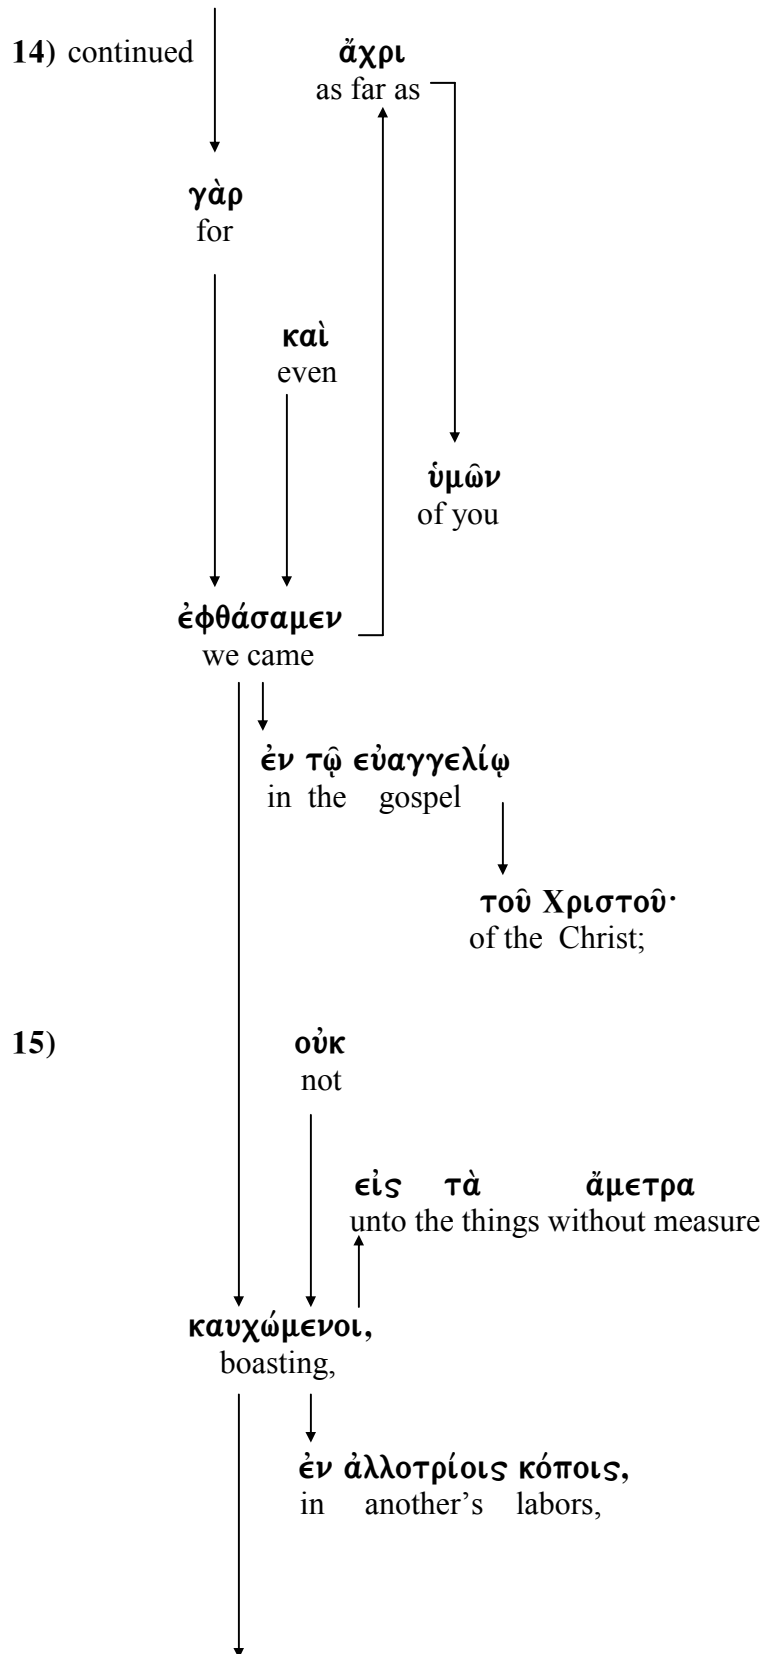 14) continued
ἄχρι
as far as
γὰρ
for
καὶ
even
ὑμῶν
of you
ἐφθάσαμεν
we came
ἐν τῷ εὐαγγελίῳ
in the gospel
τοῦ Χριστοῦ·
of the Christ;
15)
οὐκ
not
εἰς τὰ ἄμετρα
unto the things without measure
καυχώμενοι,
boasting,
ἐν ἀλλοτρίοις κόποις,
in another’s labors,